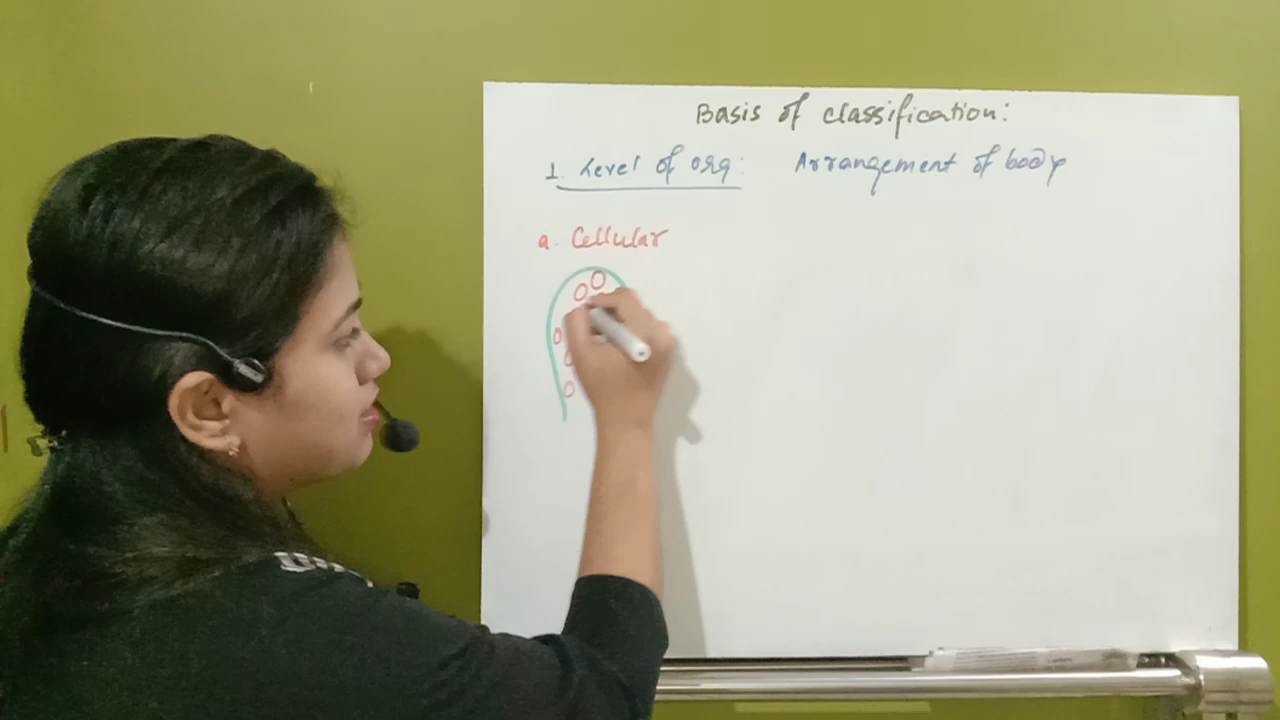 Basis of classification:
1. Level of org: Arrangement of body
a. Cellular